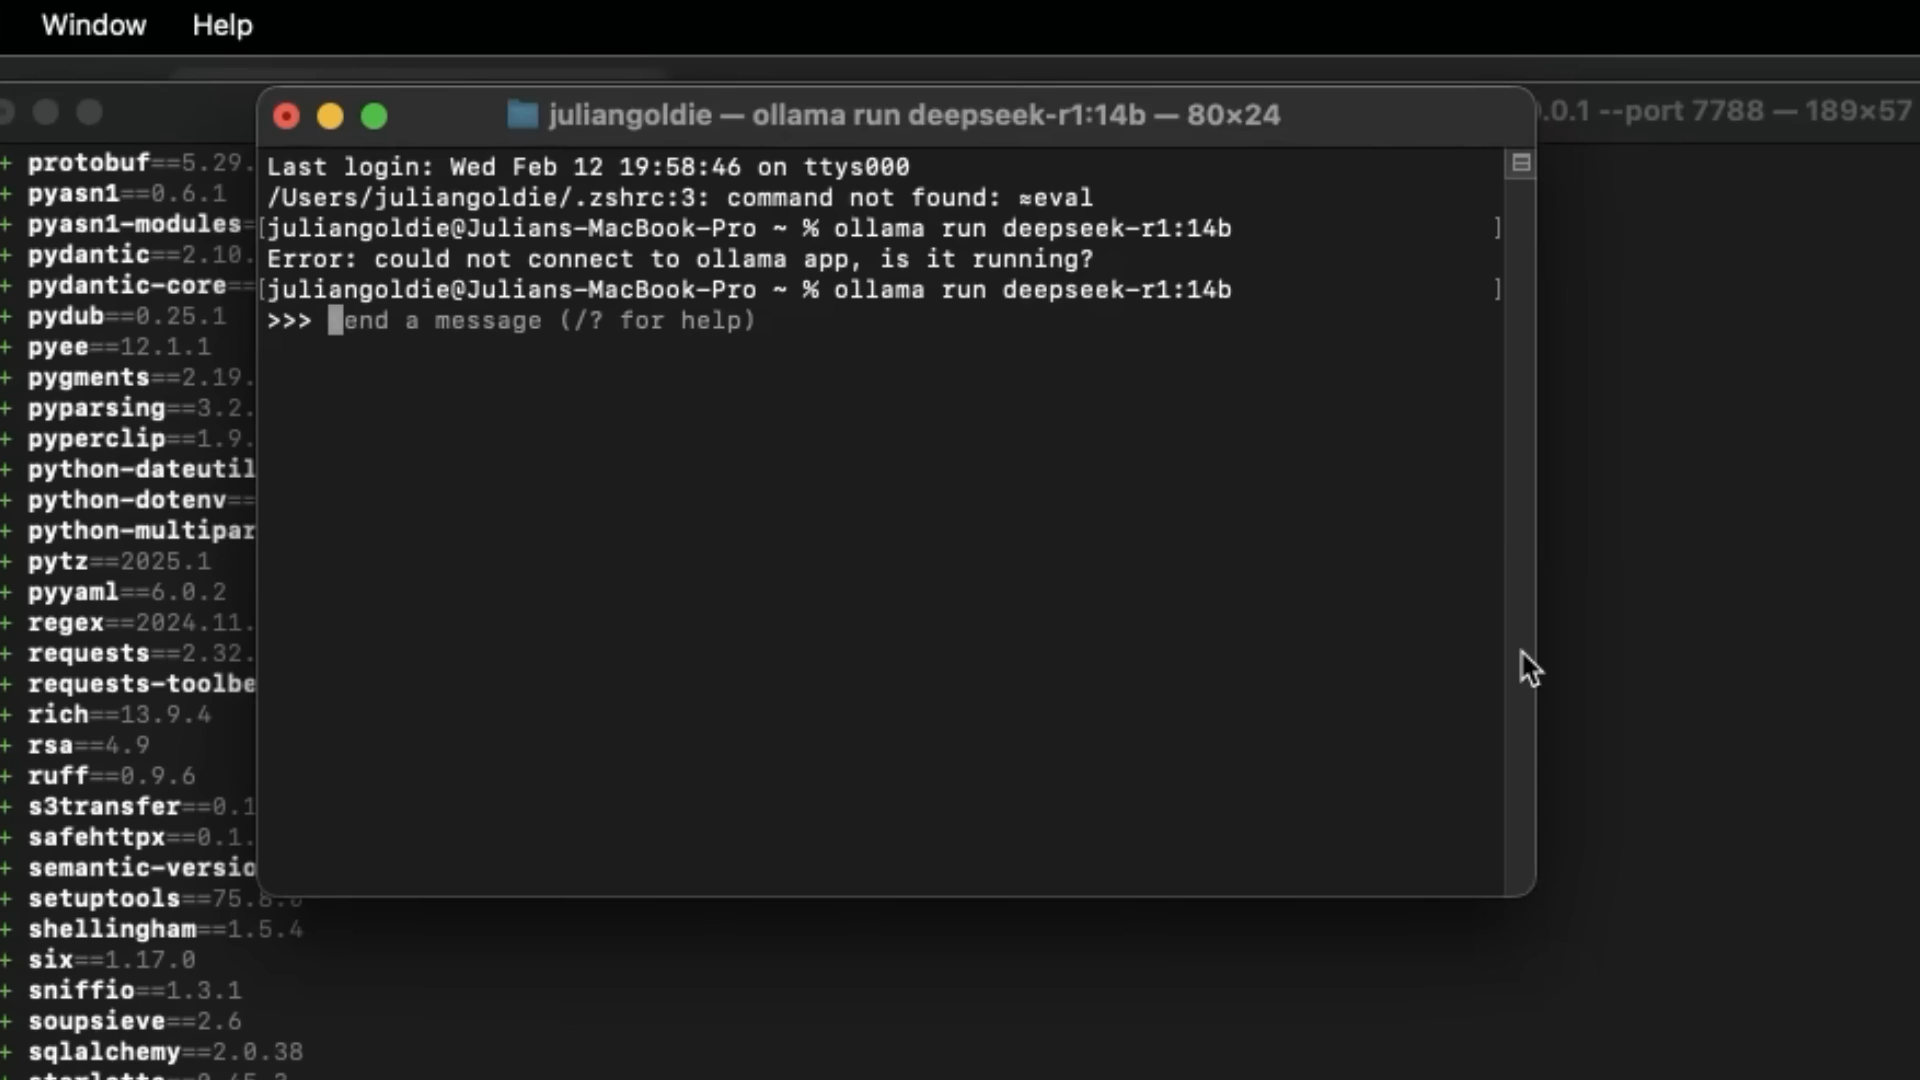 Window Help
juliangoldie — ollama run deepseek-r1:14b — 80×24
.0.1 --port 7788 — 189×57
Last login: Wed Feb 12 19:58:46 on ttys000
/Users/juliangoldie/.zshrc:3: command not found: ≈eval
[juliangoldie@Julians-MacBook-Pro ~ % ollama run deepseek-r1:14b ]
Error: could not connect to ollama app, is it running?
[juliangoldie@Julians-MacBook-Pro ~ % ollama run deepseek-r1:14b ]
>>> end a message (/? for help)
+ protobuf==5.29.
+ pyasn1==0.6.1
+ pyasn1-modules=
+ pydantic==2.10.
+ pydantic-core==
+ pydub==0.25.1
+ pyee==12.1.1
+ pygments==2.19.
+ pyparsing==3.2.
+ pyperclip==1.9.
+ python-dateutil
+ python-dotenv==
+ python-multipar
+ pytz==2025.1
+ pyyaml==6.0.2
+ regex==2024.11.
+ requests==2.32.
+ requests-toolbe
+ rich==13.9.4
+ rsa==4.9
+ ruff==0.9.6
+ s3transfer==0.1
+ safehttpx==0.1.
+ semantic-versio
+ setuptools==75.8.0
+ shellingham==1.5.4
+ six==1.17.0
+ sniffio==1.3.1
+ soupsieve==2.6
+ sqlalchemy==2.0.38